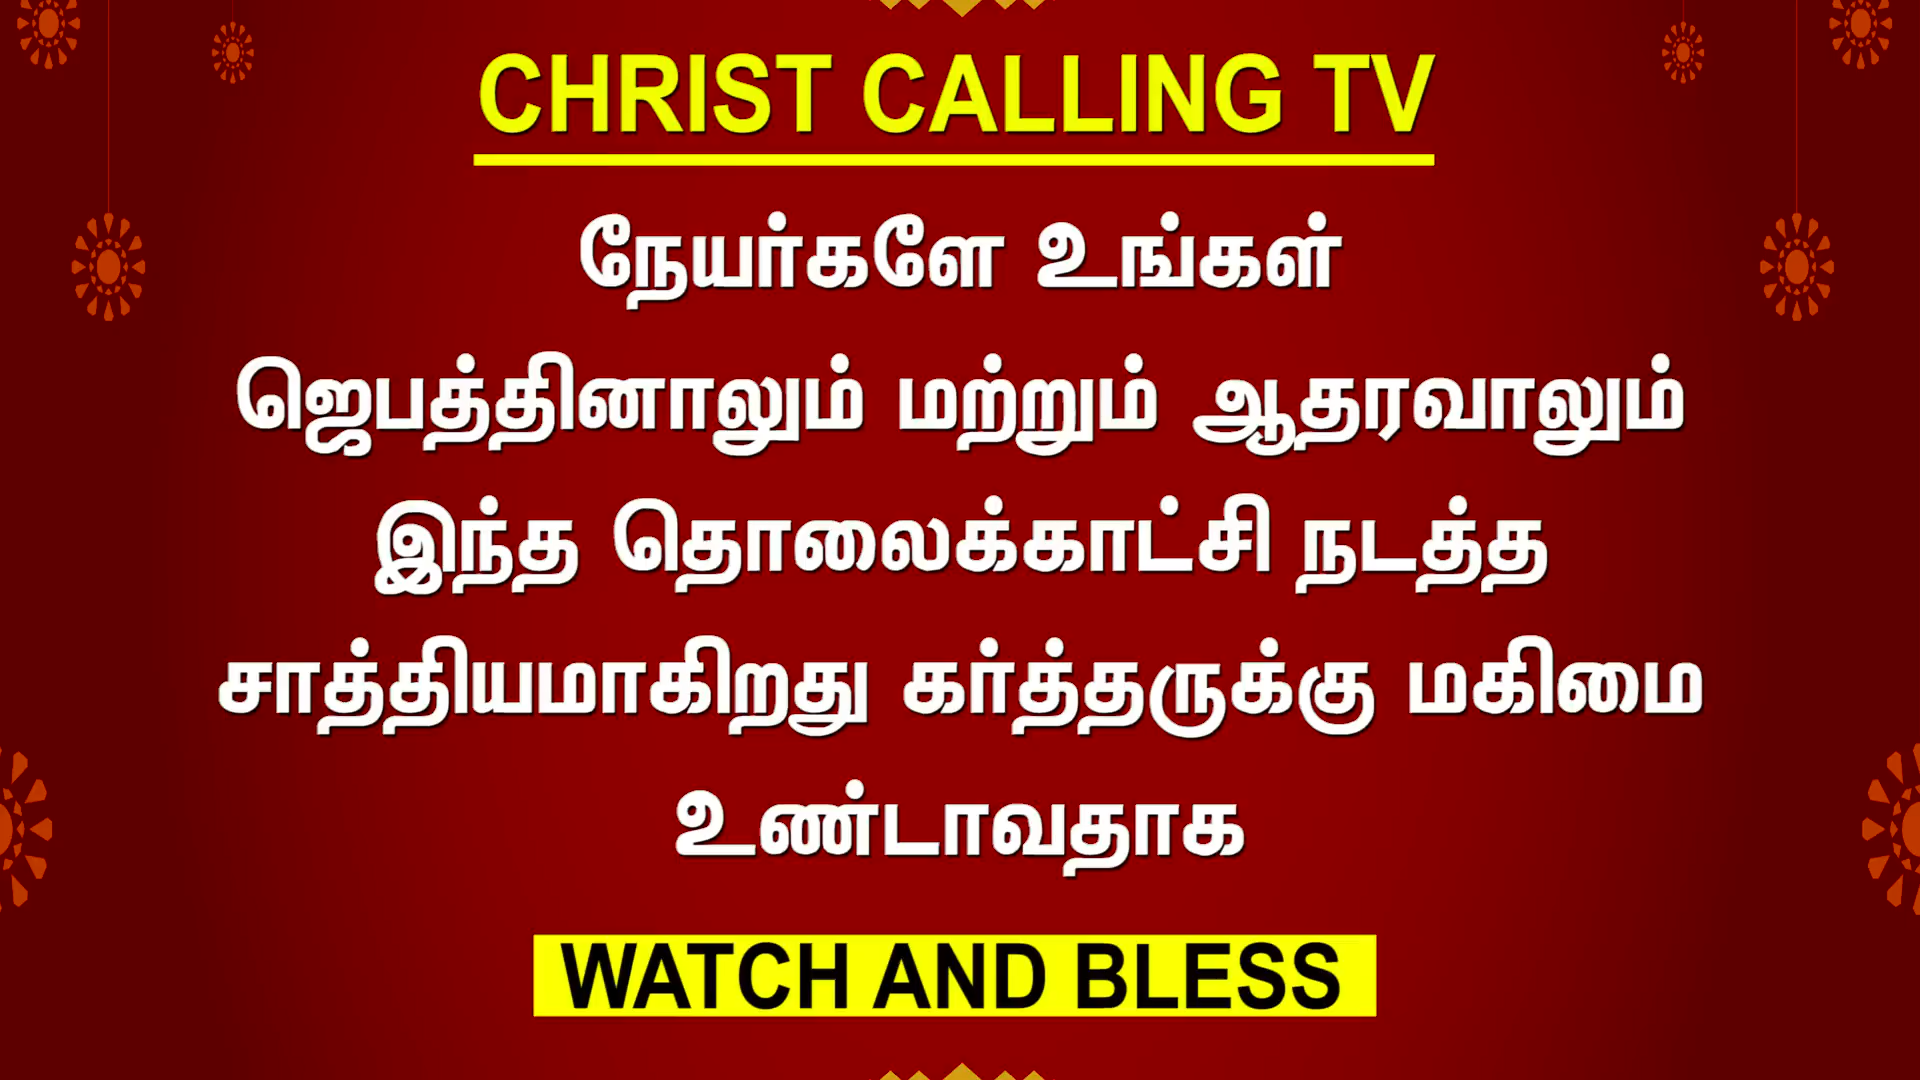 CHRIST CALLING TV
நேயர்களே உங்கள்
ஜெபத்தினாலும் மற்றும் ஆதரவாலும்
இந்த தொலைக்காட்சி நடத்த
சாத்தியமாகிறது கர்த்தருக்கு மகிமை
உண்டாவதாக
WATCH AND BLESS